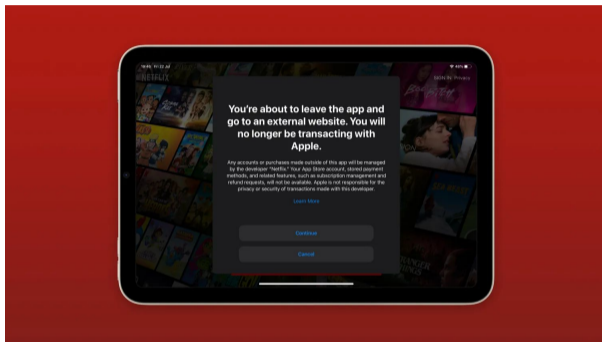 NETFLIX
Privacy
You're about to leave the app and
go to an external website. You will
no longer be transacting with
Apple.
Any accounts or purchases made outside of this app will be managed
by the developer "Netflix." Your App Store account, stored payment
methods, and related features, such as subscription management and
refund requests, will not be available. Apple is not responsible for the
privacy or security of transactions made with this developer.
Learn More
Continue
Cancel
STRANGER
THINGS